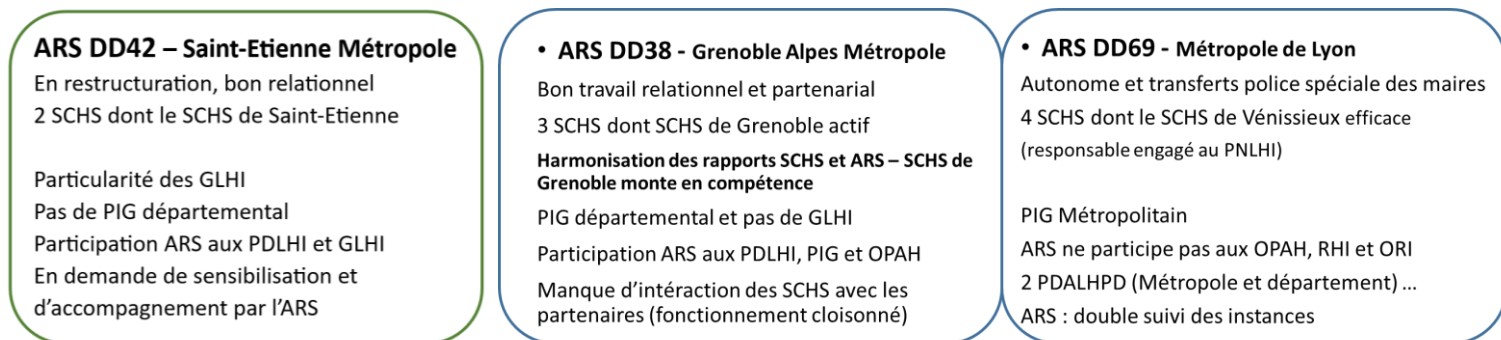 ARS DD42 – Saint-Etienne Métropole
En restructuration, bon relationnel
2 SCHS dont le SCHS de Saint-Etienne
Particularité des GLHI
Pas de PIG départemental
Participation ARS aux PDLHI et GLHI
En demande de sensibilisation et
d’accompagnement par l’ARS
• ARS DD38 - Grenoble Alpes Métropole
Bon travail relationnel et partenarial
3 SCHS dont SCHS de Grenoble actif
Harmonisation des rapports SCHS et ARS – SCHS de
Grenoble monte en compétence
PIG départemental et pas de GLHI
Participation ARS aux PDLHI, PIG et OPAH
Manque d’intéraction des SCHS avec les
partenaires (fonctionnement cloisonné)
• ARS DD69 - Métropole de Lyon
Autonome et transferts police spéciale des maires
4 SCHS dont le SCHS de Vénissieux efficace
(responsable engagé au PNLHI)
PIG Métropolitain
ARS ne participe pas aux OPAH, RHI et ORI
2 PDALHPD (Métropole et département) ...
ARS : double suivi des instances